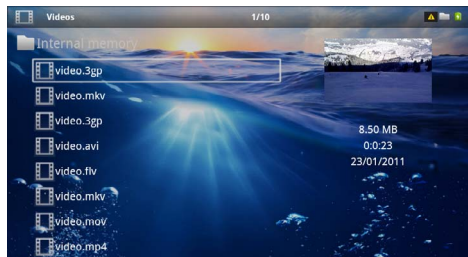 Videos 1/10
Internal memory
video.3gp
video.mkv
video.3gp
video.avi
video.flv
video.mkv
video.mov
video.mp4
8.50 MB
0:0:23
23/01/2011